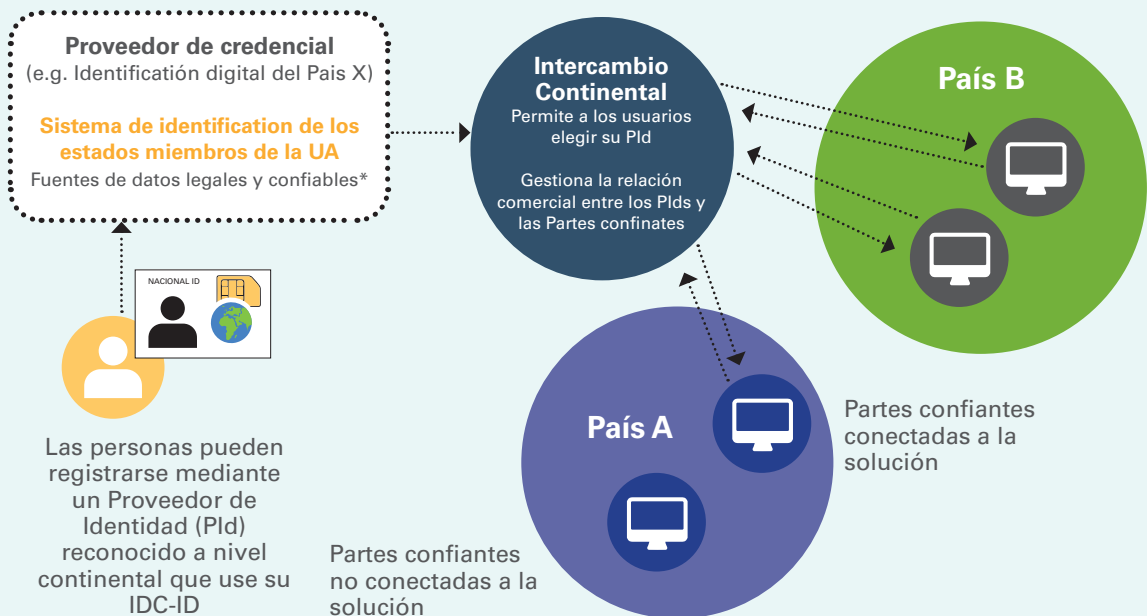 Proveedor de credencial
(e.g. Identificatión digital del Pais X)
Sistema de identification de los
estados miembros de la UA
Fuentes de datos legales y confiables*
NACIONAL ID
Las personas pueden
registrarse mediante
un Proveedor de
Identidad (PId)
reconocido a nivel
continental que use su
IDC-ID
Intercambio
Continental
Permite a los usuarios
elegir su PId
Gestiona la relación
comercial entre los PIds y
las Partes confinates
País B
País A
Partes confiantes
conectadas a la
solución
Partes confiantes
no conectadas a la
solución